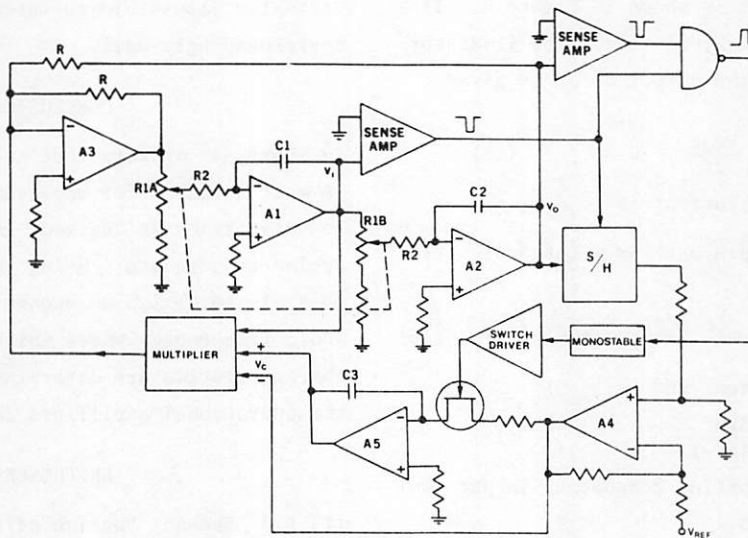 SENSE
AMP
R
R
SENSE
AMP
C1
A3
R2
V1
R1A
A1
R1B
C2
V0
R2
A2
S/H
SWITCH
DRIVER
MONOSTABLE
MULTIPLIER
+
VC
C3
A4
A5
VREF